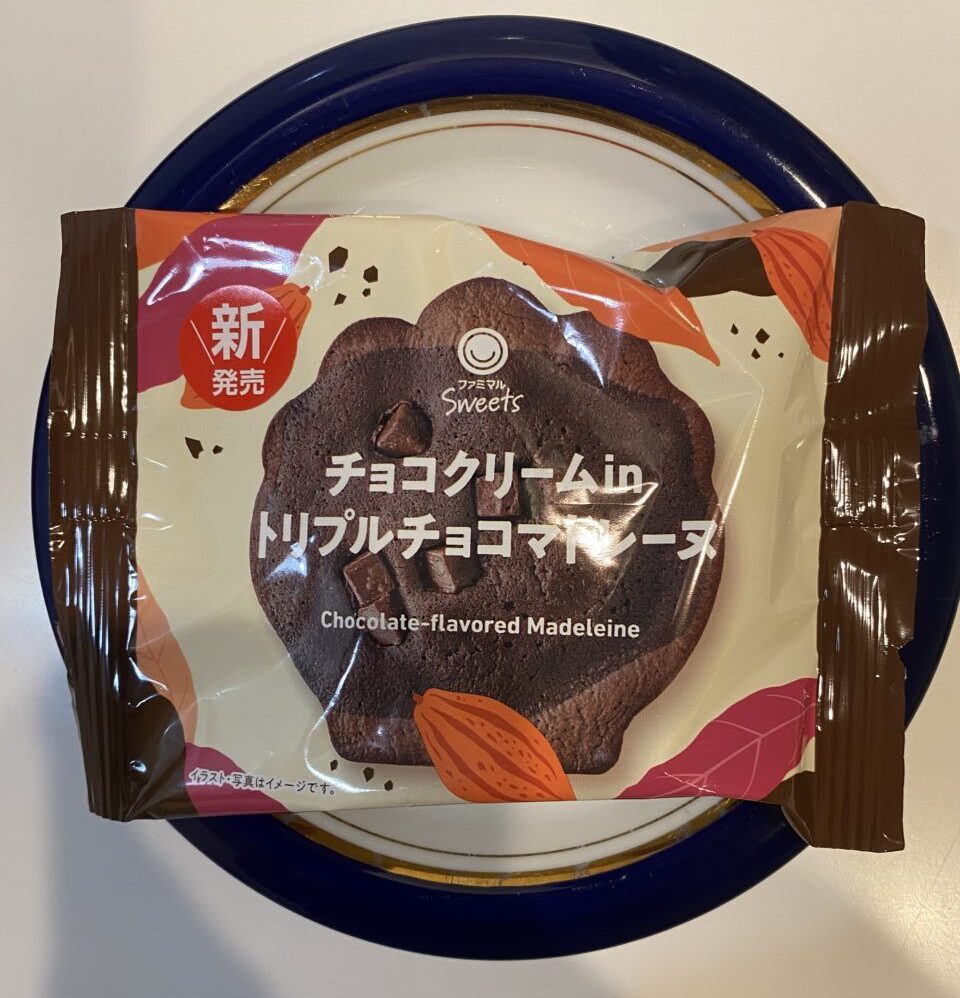 新
発売
ファミマル
Sweets
チョコクリームin
トリプルチョコマドレーヌ
Chocolate-flavored Madeleine
イラスト・写真はイメージです。